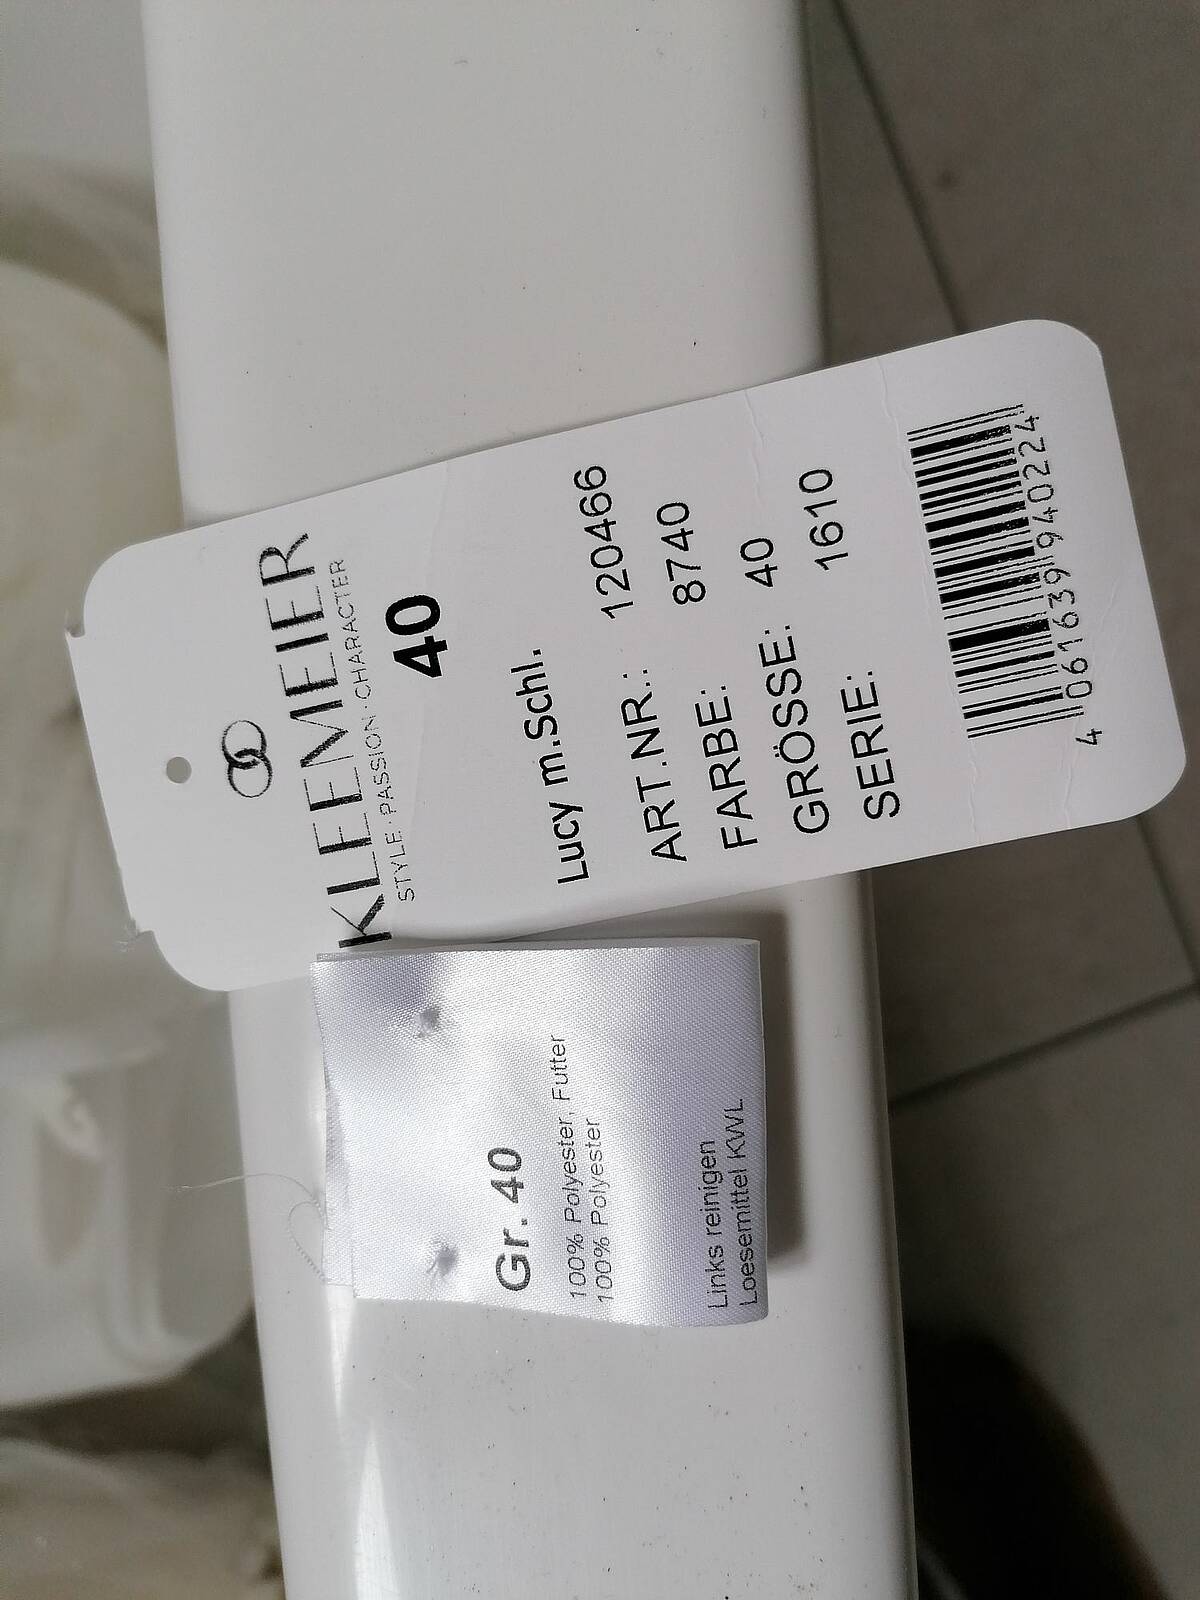 KLEEMEIER
STYLE·PASSION·CHARACTER
40
Lucy m.Schl.
ART.NR.: 120466
FARBE: 8740
GRÖSSE: 40
SERIE: 1610
4 061639 940224
Gr. 40
100% Polyester, Futter
100% Polyester
Links reinigen
Loesemittel KWL